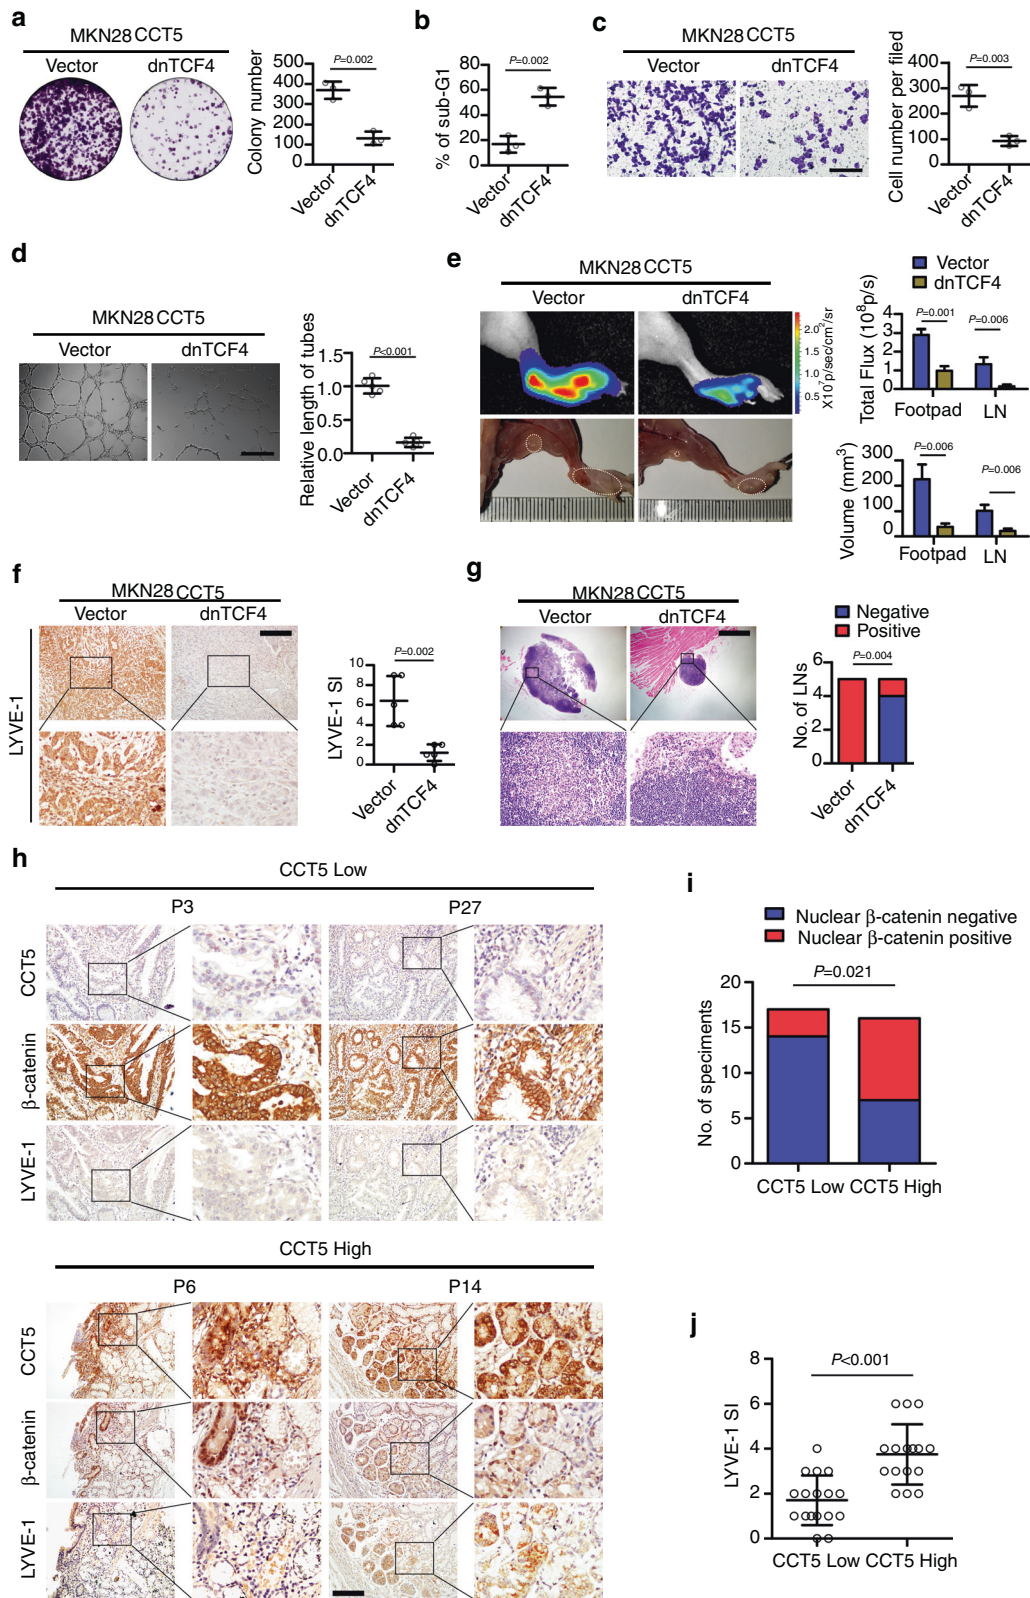 a
MKN28 CCT5
Vector dnTCF4
Colony number
500
400
300
200
100
0
P=0.002
Vector
dnTCF4
b
% of sub-G1
80
60
40
20
0
P=0.002
Vector
dnTCF4
c
MKN28 CCT5
Vector dnTCF4
Cell number per filed
400
300
200
100
0
P=0.003
Vector
dnTCF4
d
MKN28 CCT5
Vector dnTCF4
Relative length of tubes
1.5
1.0
0.5
0.0
P<0.001
Vector
dnTCF4
e
MKN28 CCT5
Vector dnTCF4
2.0
1.5
1.0
0.5
X10⁷p/sec/cm²/sr
Vector
dnTCF4
Total Flux (10⁸p/s)
4
3
2
1
0
P=0.001
P=0.006
Footpad LN
Volume (mm³)
300
200
100
0
P=0.006
P=0.006
Footpad LN
f
MKN28 CCT5
Vector dnTCF4
LYVE-1
LYVE-1 SI
10
8
6
4
2
0
P=0.002
Vector
dnTCF4
g
MKN28 CCT5
Vector dnTCF4
Negative
Positive
No. of LNs
6
4
2
0
P=0.004
Vector
dnTCF4
h
CCT5 Low
P3 P27
CCT5
β-catenin
LYVE-1
CCT5 High
P6 P14
CCT5
β-catenin
LYVE-1
i
Nuclear β-catenin negative
Nuclear β-catenin positive
P=0.021
No. of speciments
20
15
10
5
0
CCT5 Low CCT5 High
j
P<0.001
LYVE-1 SI
8
6
4
2
0
CCT5 Low CCT5 High